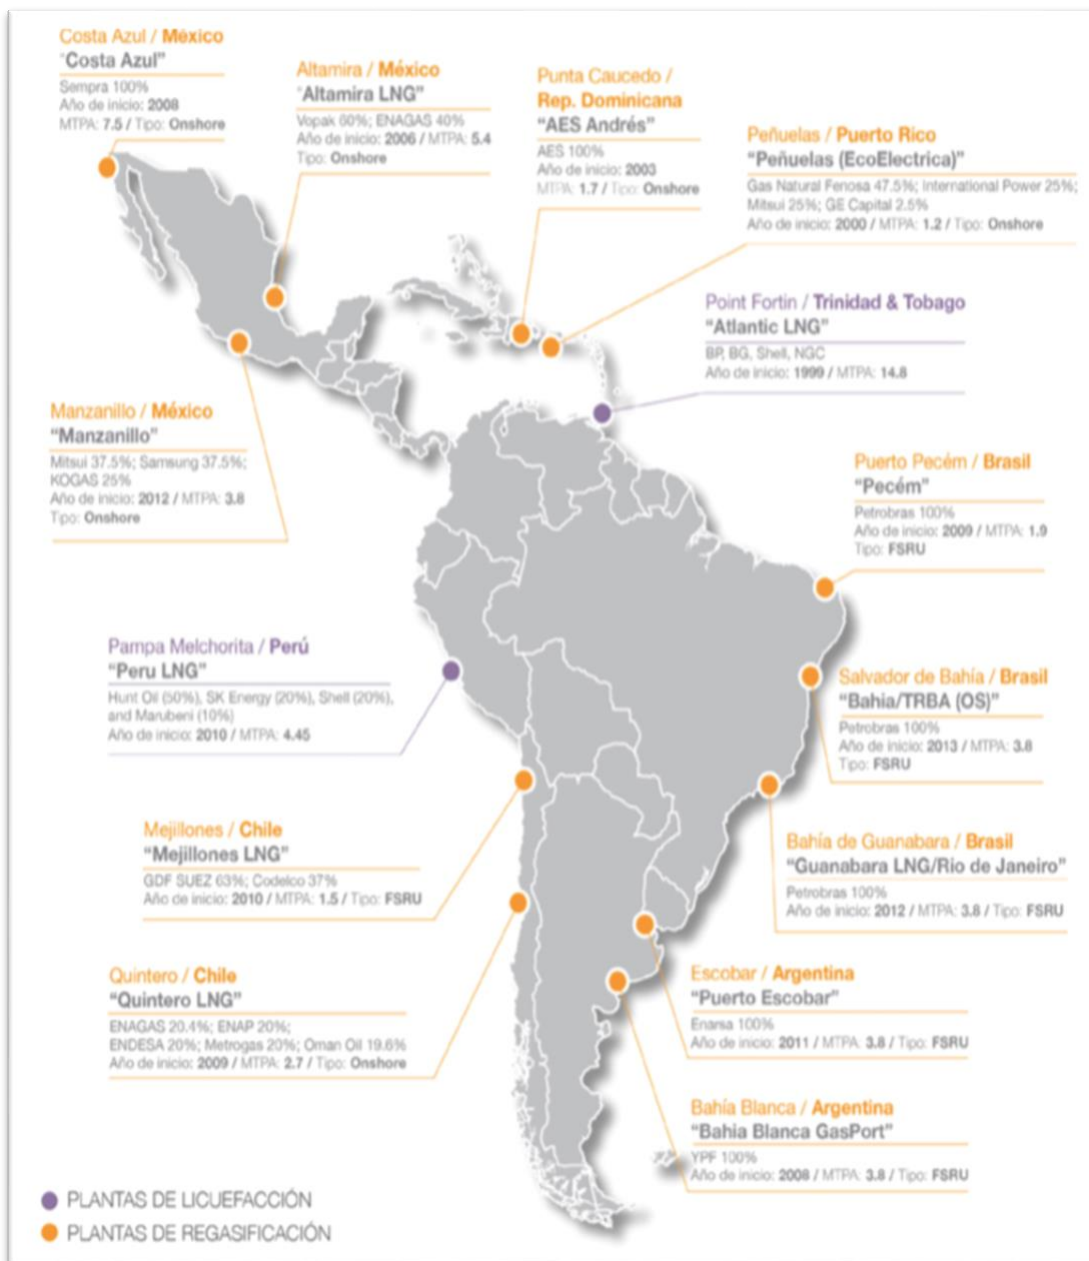 Costa Azul / México
"Costa Azul"
Sempra 100%
Año de inicio: 2008
MTPA: 7.5 / Tipo: Onshore
Altamira / México
"Altamira LNG"
Vopak 60%; ENAGAS 40%
Año de inicio: 2006 / MTPA: 5.4
Tipo: Onshore
Punta Caucedo /
Rep. Dominicana
"AES Andrés"
AES 100%
Año de inicio: 2003
MTPA: 1.7 / Tipo: Onshore
Peñuelas / Puerto Rico
"Peñuelas (EcoElectrica)"
Gas Natural Fenosa 47.5%; International Power 25%;
Mitsui 25%; GE Capital 2.5%
Año de inicio: 2000 / MTPA: 1.2 / Tipo: Onshore
Point Fortin / Trinidad & Tobago
"Atlantic LNG"
BP, BG, Shell, NGC
Año de inicio: 1999 / MTPA: 14.8
Manzanillo / México
"Manzanillo"
Mitsui 37.5%; Samsung 37.5%;
KOGAS 25%
Año de inicio: 2012 / MTPA: 3.8
Tipo: Onshore
Puerto Pecém / Brasil
"Pecém"
Petrobras 100%
Año de inicio: 2009 / MTPA: 1.9
Tipo: FSRU
Pampa Melchorita / Perú
"Peru LNG"
Hunt Oil (50%), SK Energy (20%), Shell (20%),
and Marubeni (10%)
Año de inicio: 2010 / MTPA: 4.45
Salvador de Bahía / Brasil
"Bahia/TRBA (OS)"
Petrobras 100%
Año de inicio: 2013 / MTPA: 3.8
Tipo: FSRU
Mejillones / Chile
"Mejillones LNG"
GDF SUEZ 63%; Codelco 37%
Año de inicio: 2010 / MTPA: 1.5 / Tipo: FSRU
Bahía de Guanabara / Brasil
"Guanabara LNG/Rio de Janeiro"
Petrobras 100%
Año de inicio: 2012 / MTPA: 3.8 / Tipo: FSRU
Quintero / Chile
"Quintero LNG"
ENAGAS 20.4%; ENAP 20%;
ENDESA 20%; Metrogas 20%; Oman Oil 19.6%
Año de inicio: 2009 / MTPA: 2.7 / Tipo: Onshore
Escobar / Argentina
"Puerto Escobar"
Enarsa 100%
Año de inicio: 2011 / MTPA: 3.8 / Tipo: FSRU
Bahía Blanca / Argentina
"Bahia Blanca GasPort"
YPF 100%
Año de inicio: 2008 / MTPA: 3.8 / Tipo: FSRU
PLANTAS DE LICUEFACCIÓN
PLANTAS DE REGASIFICACIÓN